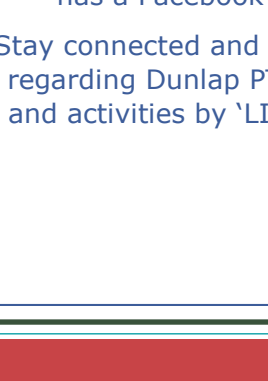 has a Facebook
Stay connected and
regarding Dunlap
and activities by